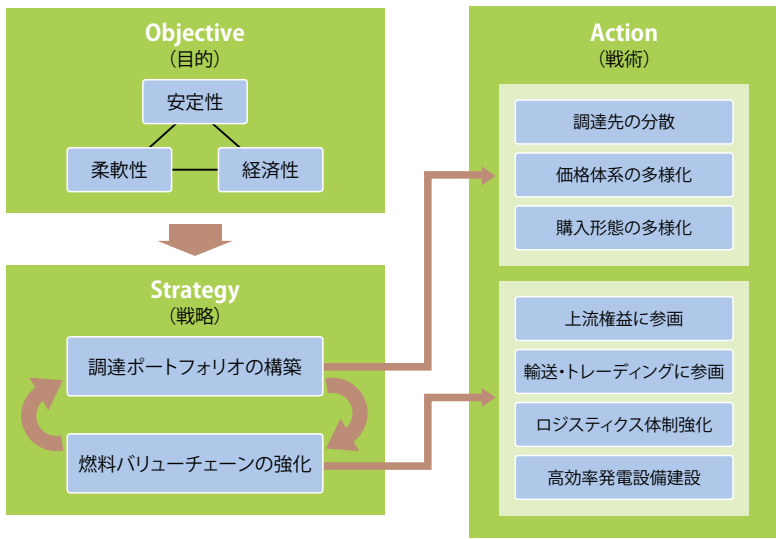 Objective
（目的）
安定性
柔軟性
経済性
Strategy
（戦略）
調達ポートフォリオの構築
燃料バリューチェーンの強化
Action
（戦術）
調達先の分散
価格体系の多様化
購入形態の多様化
上流権益に参画
輸送・トレーディングに参画
ロジスティクス体制強化
高効率発電設備建設